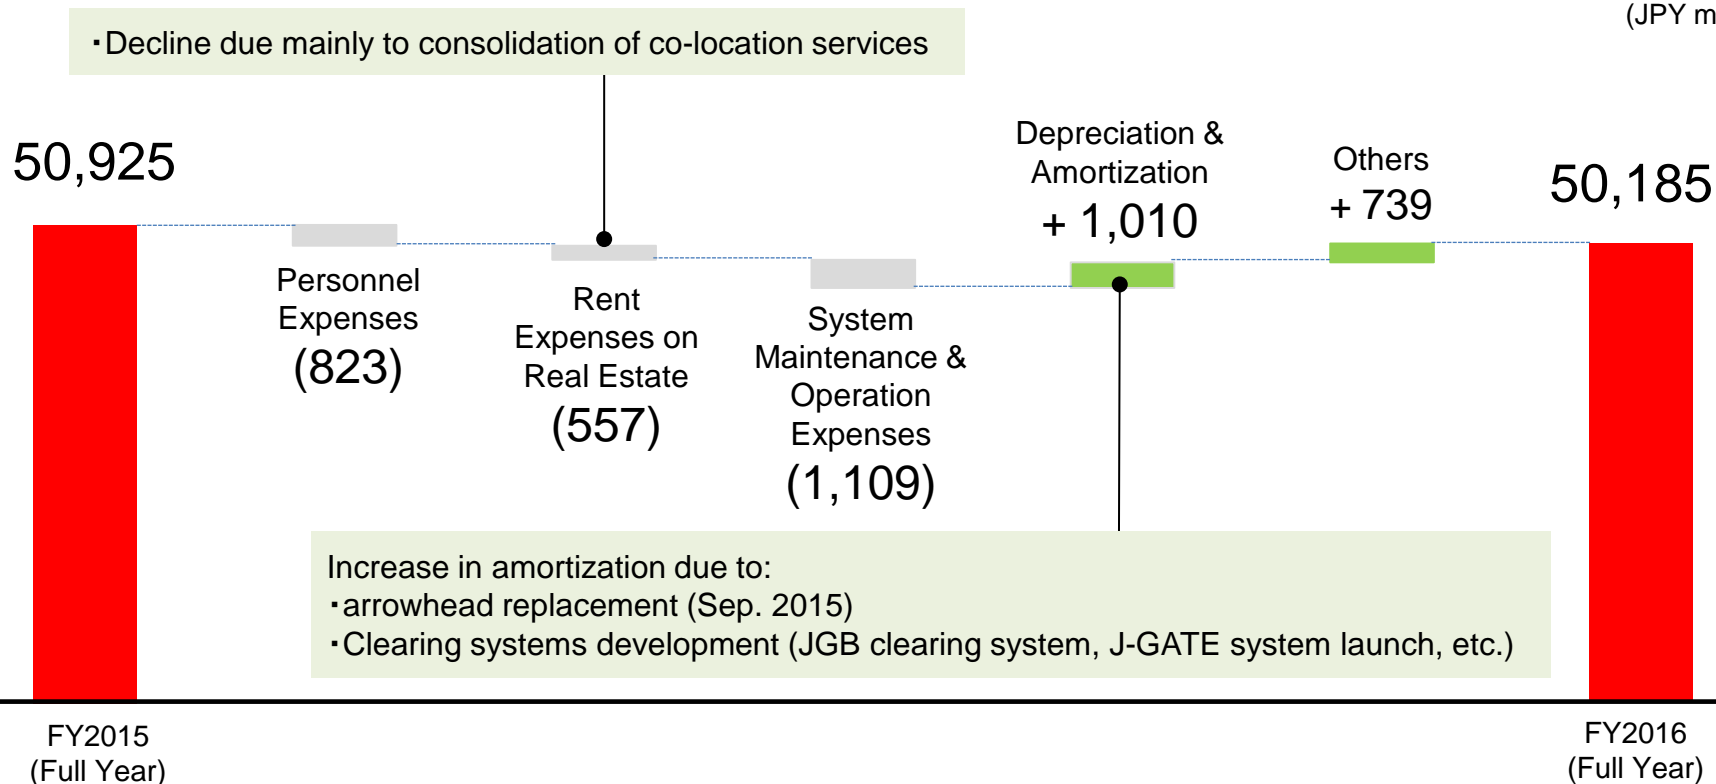 (JPY m
・Decline due mainly to consolidation of co-location services
50,925
Personnel
Expenses
(823)
Rent
Expenses on
Real Estate
(557)
System
Maintenance &
Operation
Expenses
(1,109)
Depreciation &
Amortization
+ 1,010
Others
+ 739
50,185
Increase in amortization due to:
・arrowhead replacement (Sep. 2015)
・Clearing systems development (JGB clearing system, J-GATE system launch, etc.)
FY2015
(Full Year)
FY2016
(Full Year)